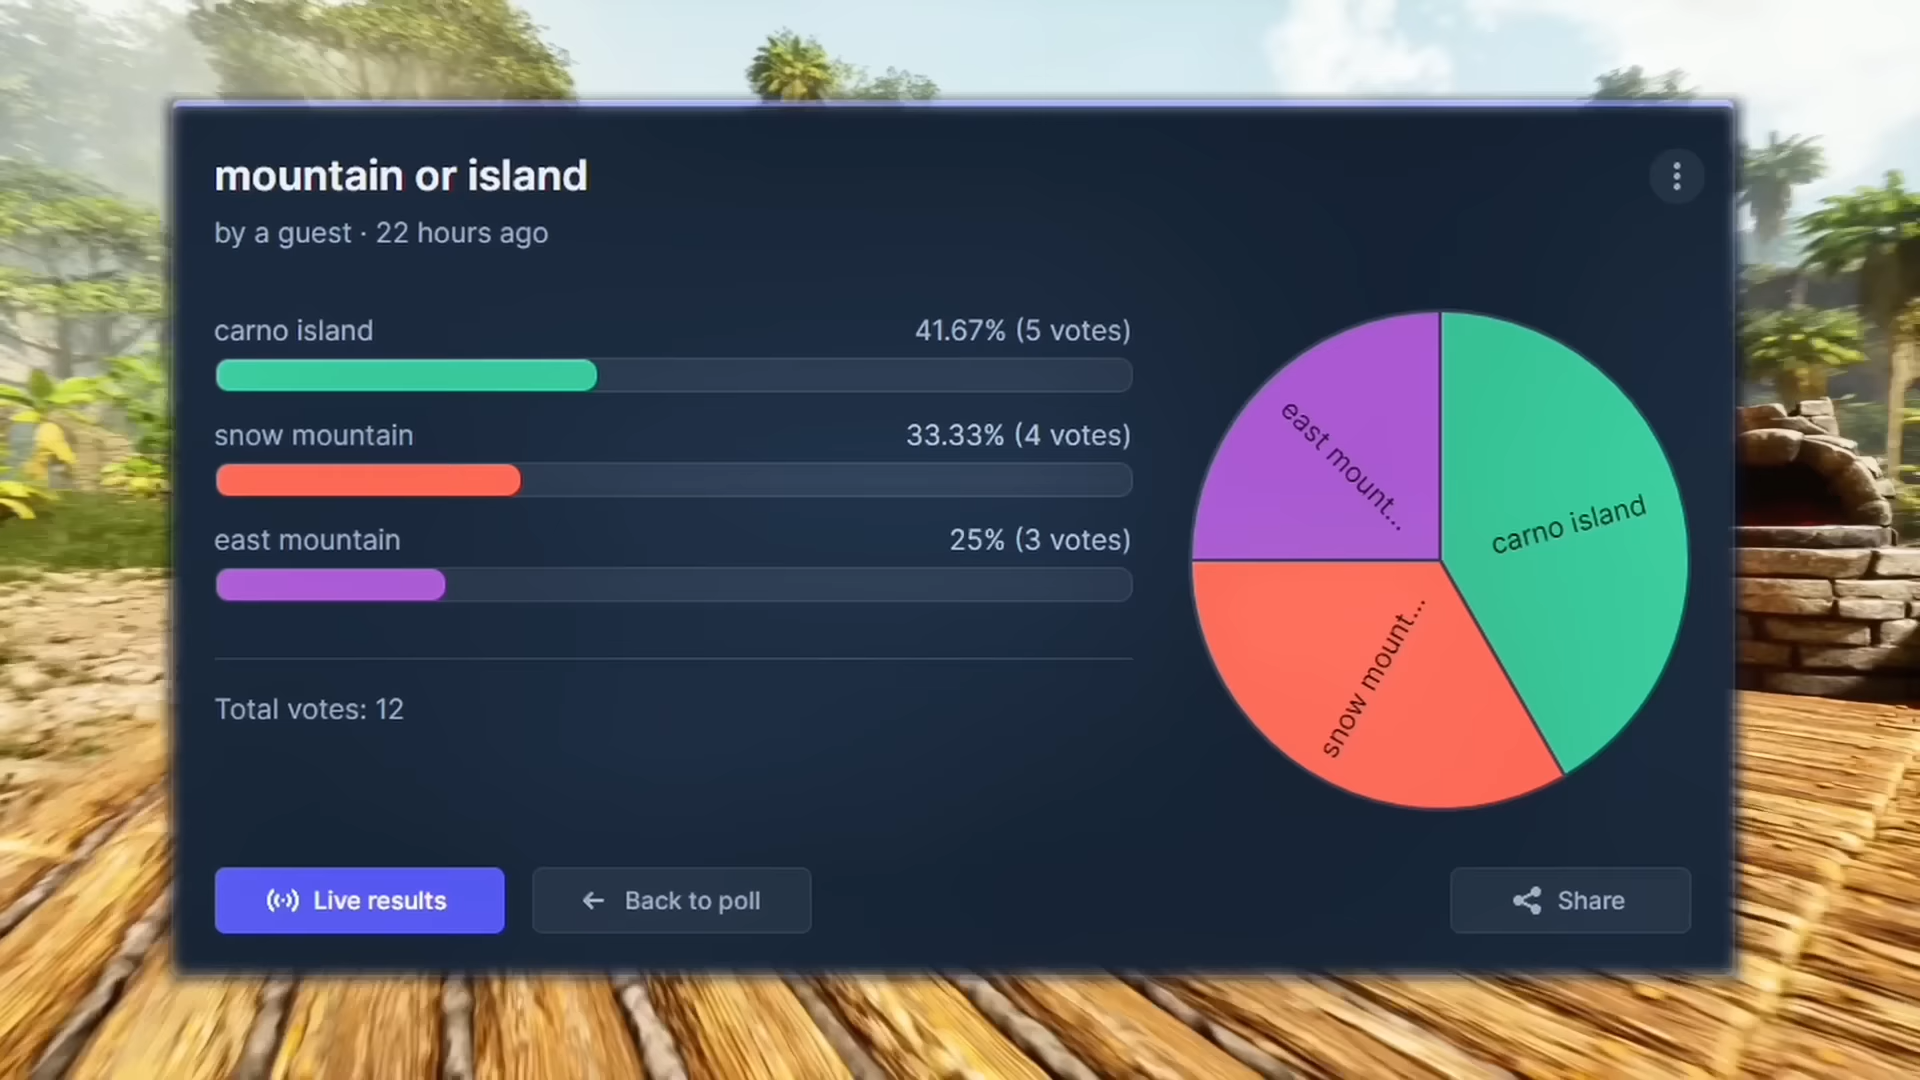 mountain or island
by a guest · 22 hours ago
carno island 41.67% (5 votes)
snow mountain 33.33% (4 votes)
east mountain 25% (3 votes)
Total votes: 12
east mount...
carno island
snow mount...
Live results
Back to poll
Share